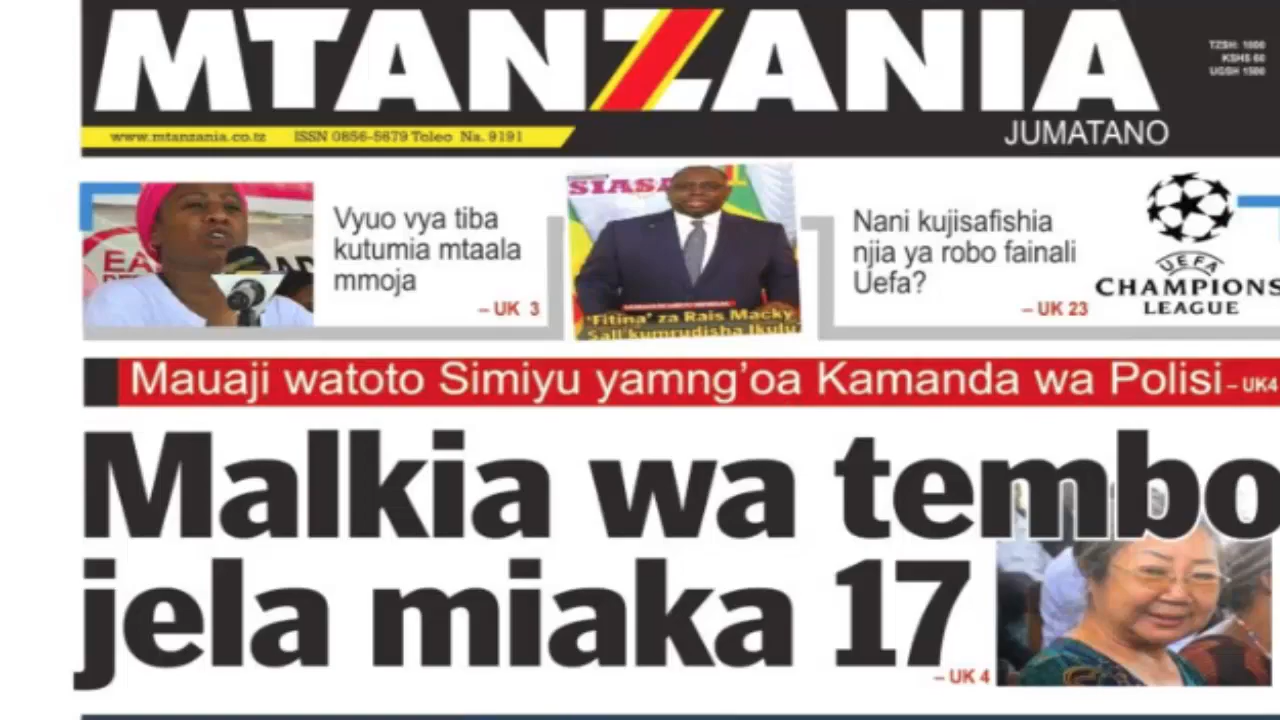 MTANZANIA
TZSH: 1000
KSHS 60
UGSH 1500
www.mtanzania.co.tz ISSN 0856-5679 Toleo Na. 9191
JUMATANO
Vyuo vya tiba
kutumia mtaala
mmoja
– UK 3
SIASA
'Fitina' za Rais Macky
Sall kumrudisha Ikulu
Nani kujisafishia
njia ya robo fainali
Uefa?
– UK 23
UEFA
CHAMPIONS
LEAGUE
Mauaji watoto Simiyu yamng'oa Kamanda wa Polisi – UK4
Malkia wa tembo
jela miaka 17
– UK 4